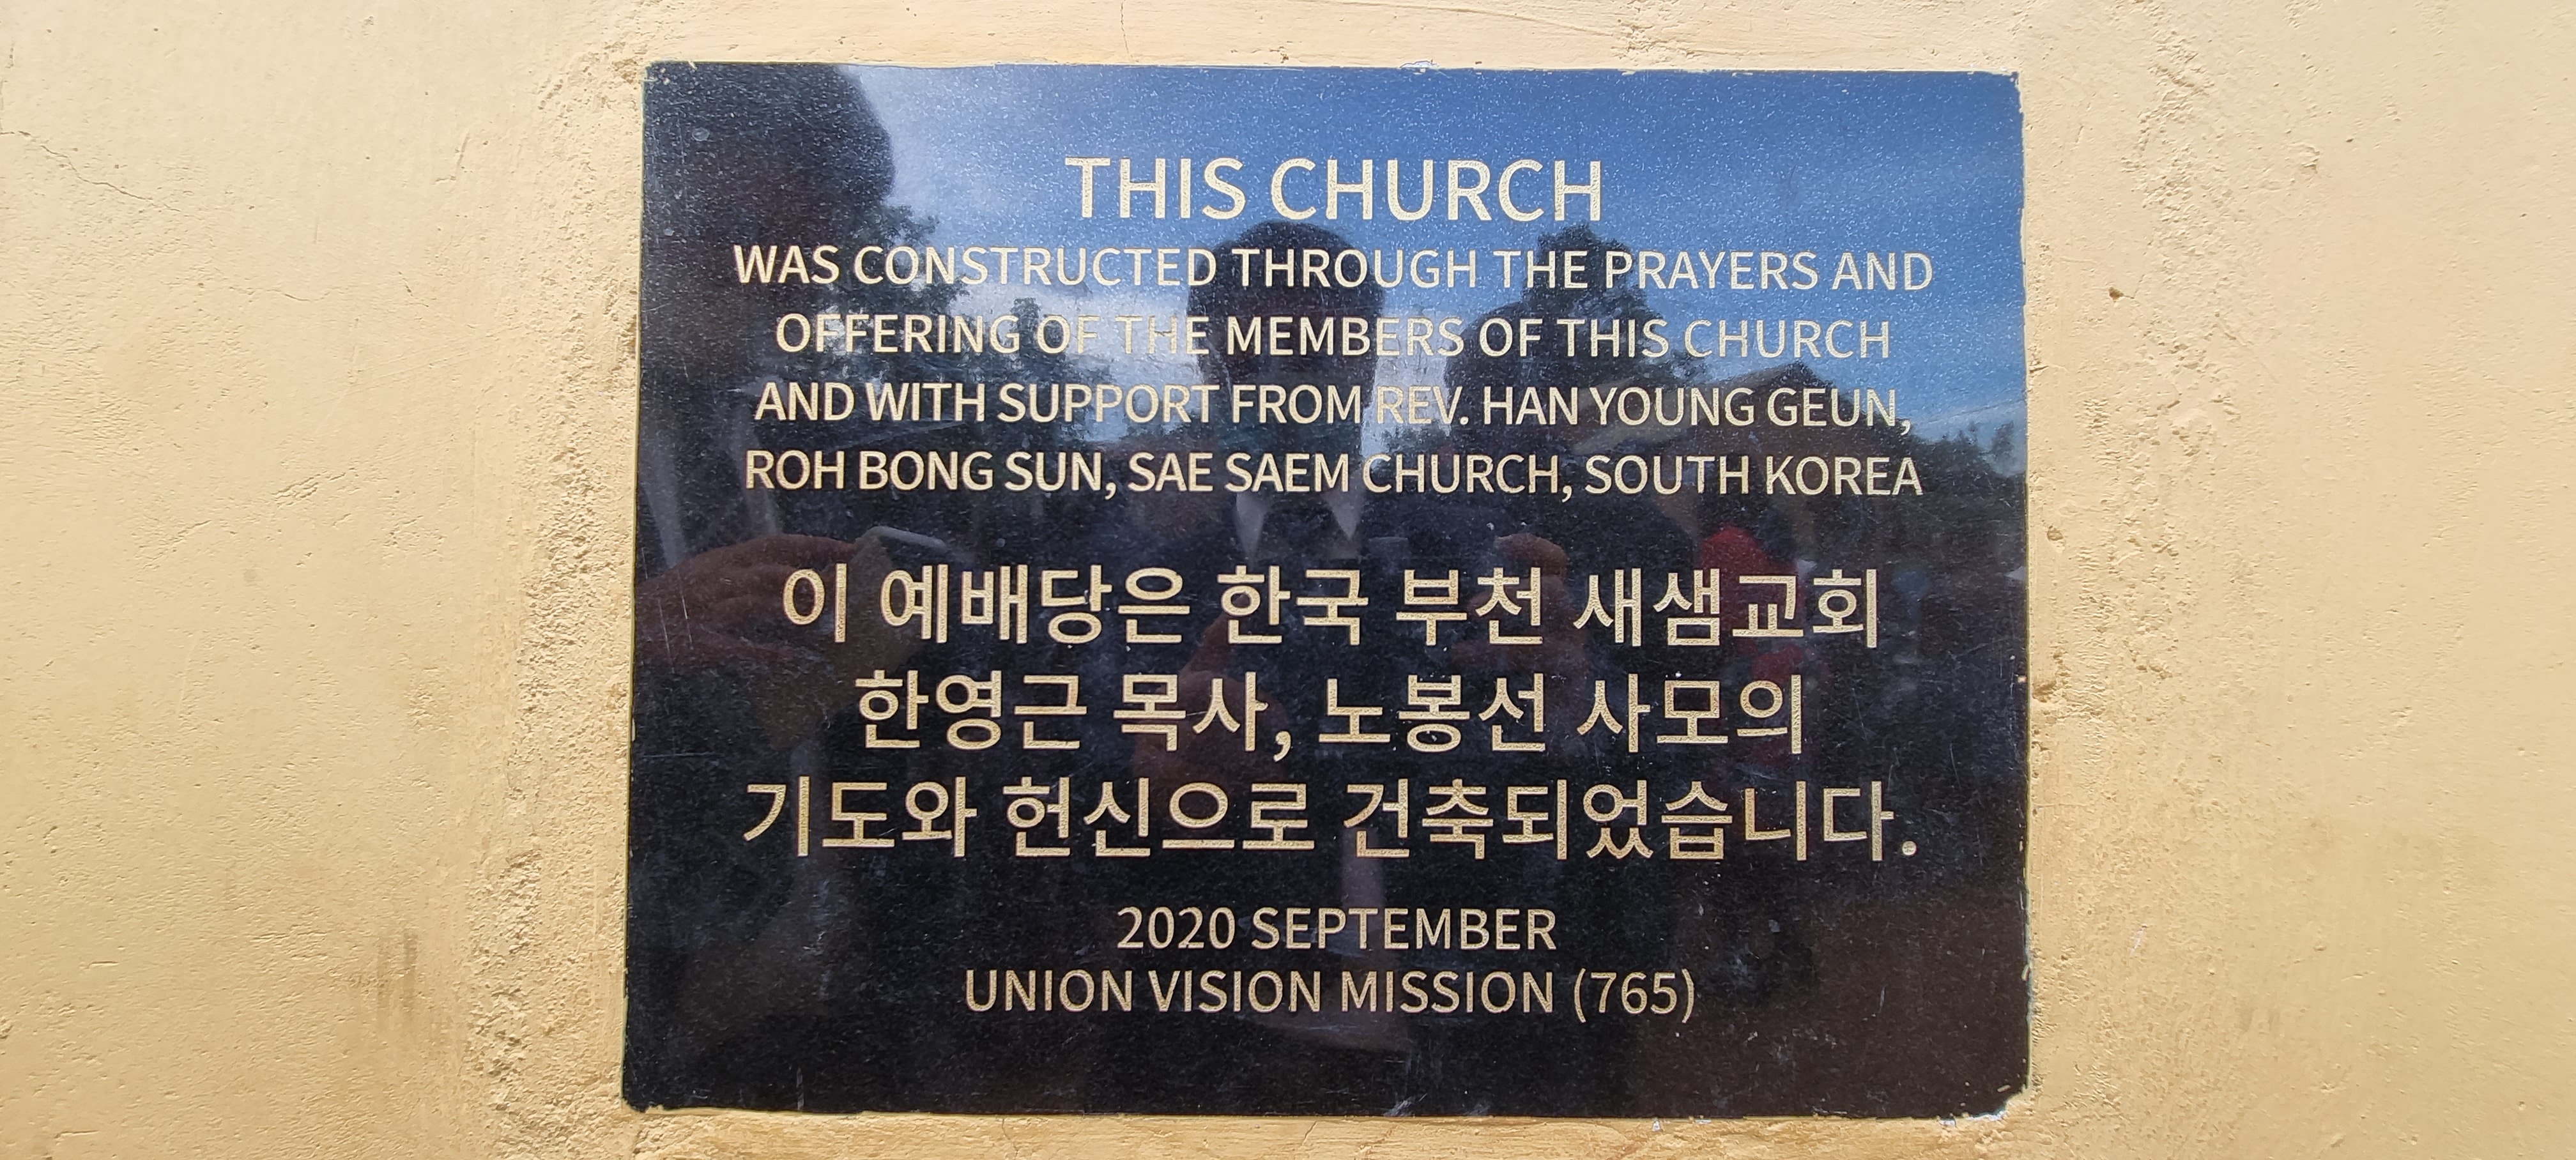 THIS CHURCH
WAS CONSTRUCTED THROUGH THE PRAYERS AND
OFFERING OF THE MEMBERS OF THIS CHURCH
AND WITH SUPPORT FROM REV. HAN YOUNG GEUN,
ROH BONG SUN, SAE SAEM CHURCH, SOUTH KOREA
이 예배당은 한국 부천 새샘교회
한영근 목사, 노봉선 사모의
기도와 헌신으로 건축되었습니다.
2020 SEPTEMBER
UNION VISION MISSION (765)